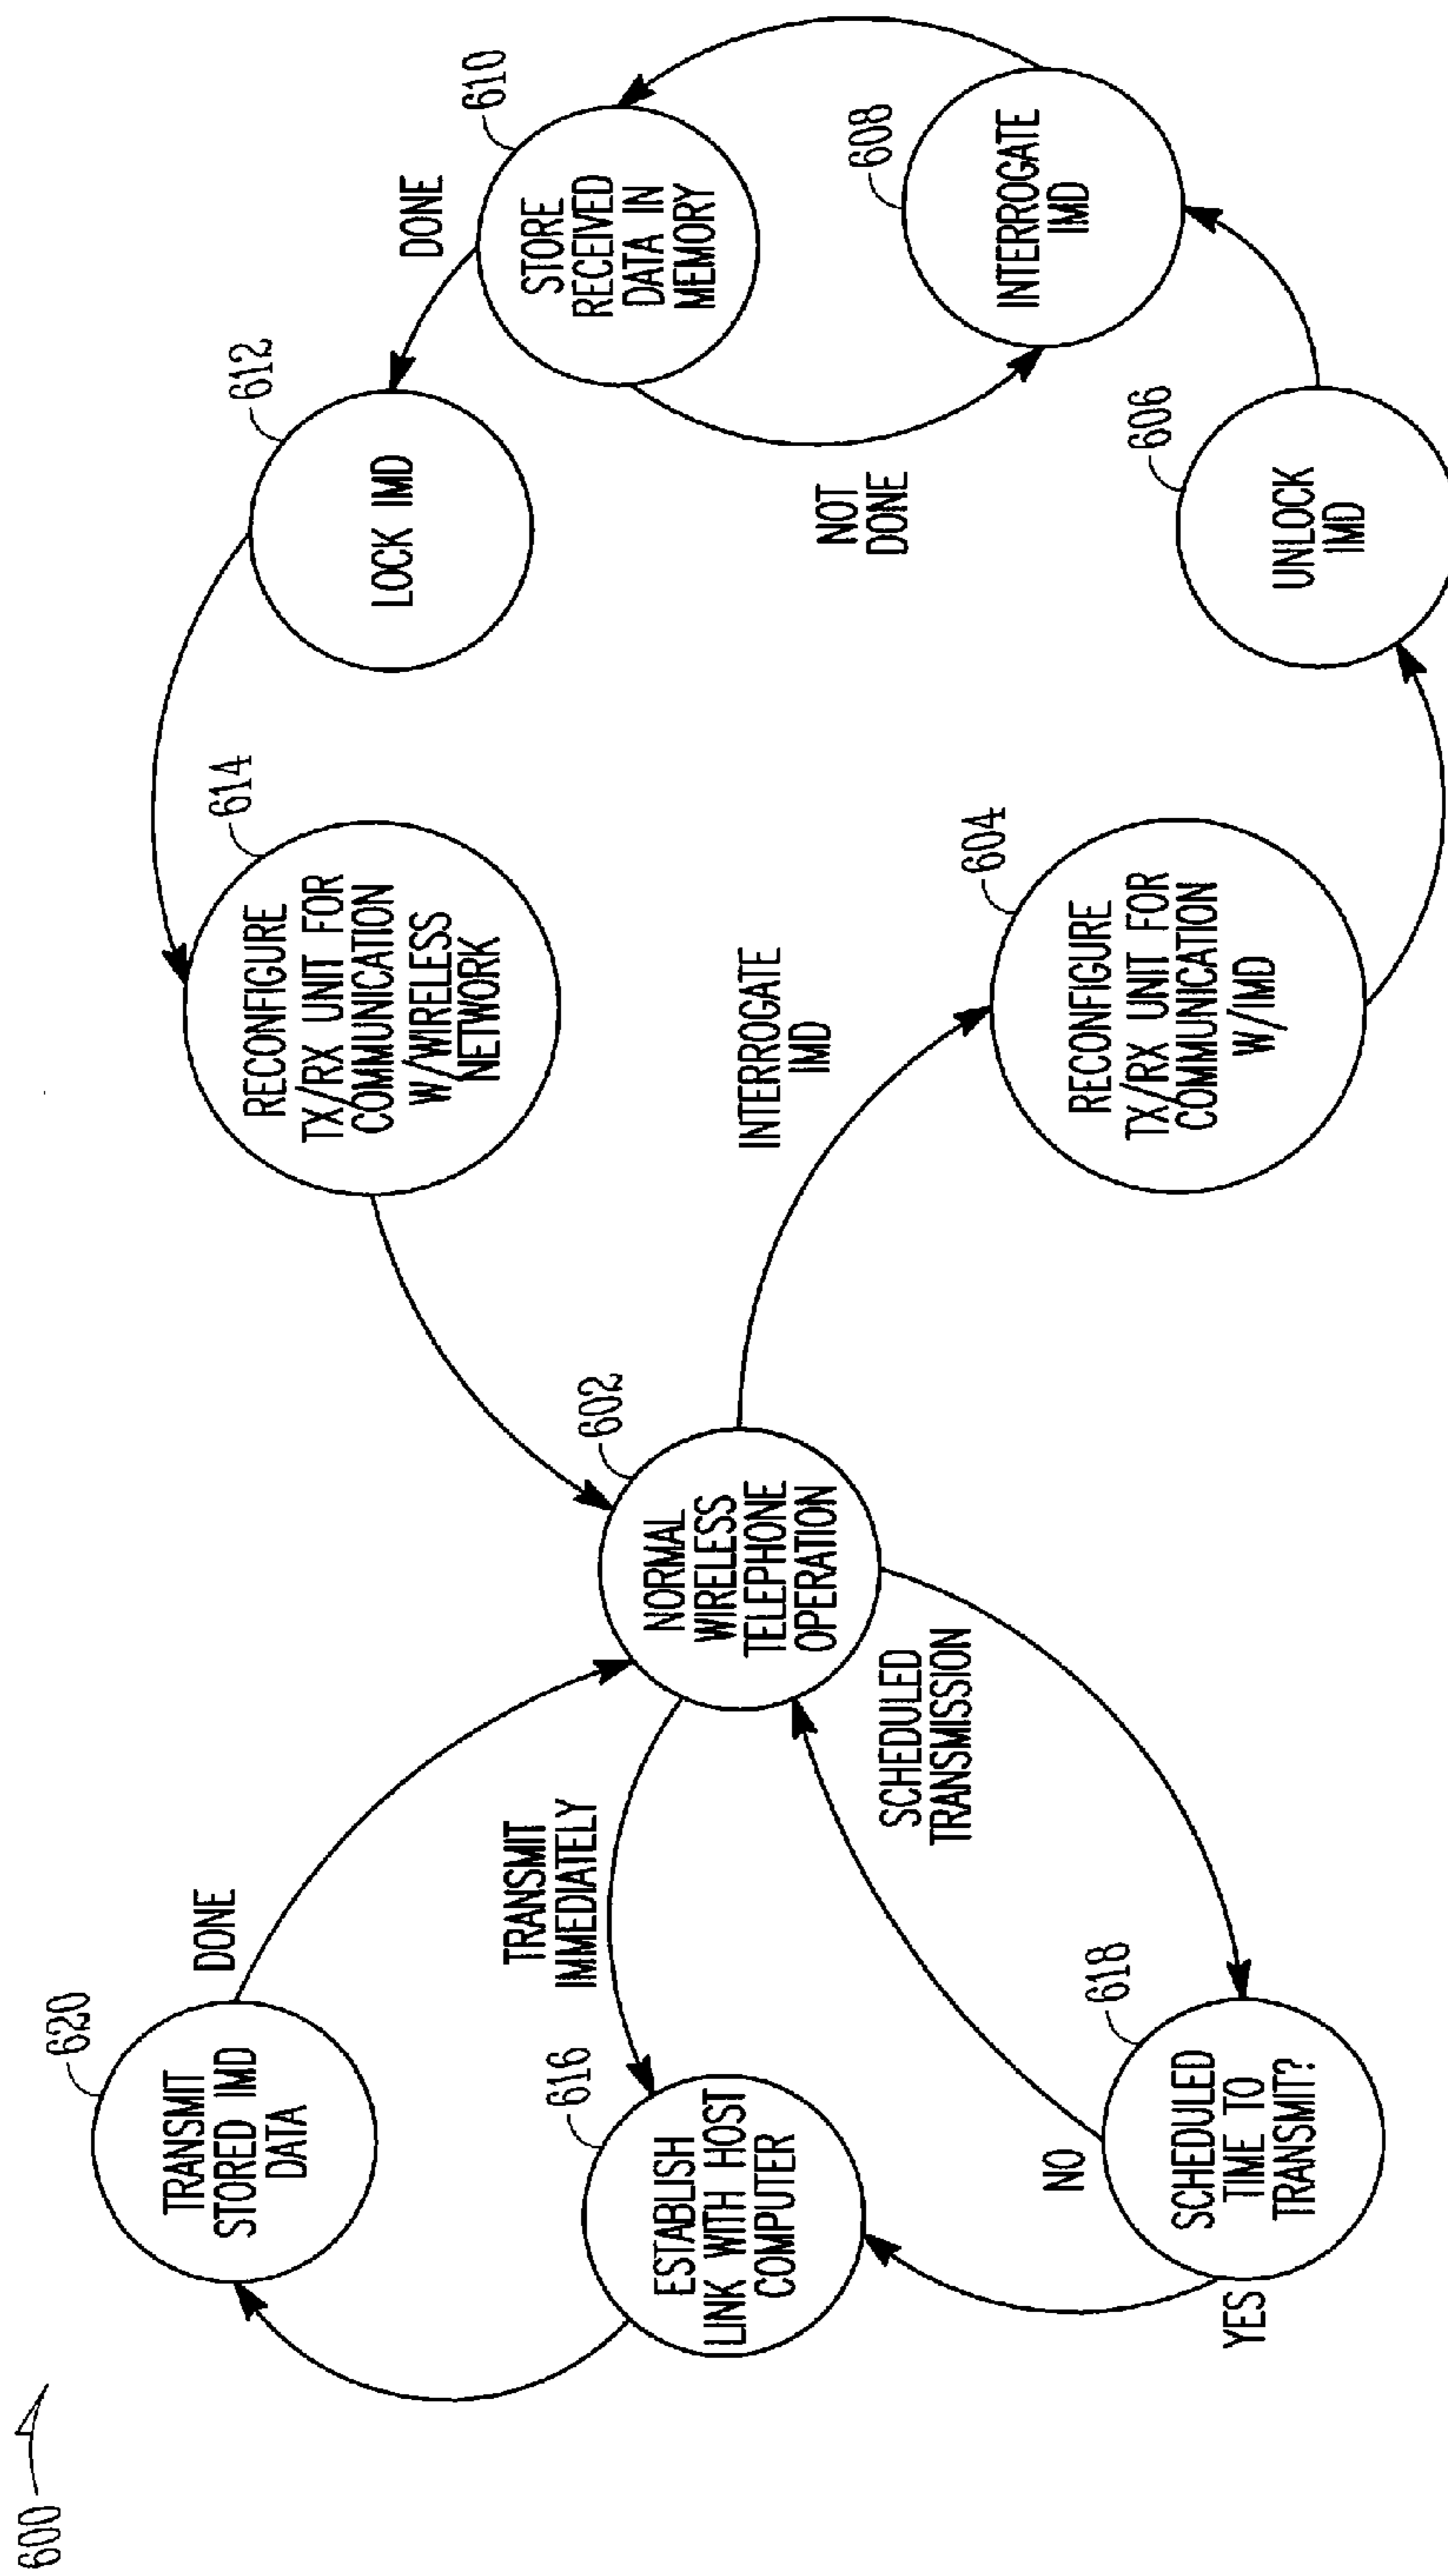 600
620
TRANSMIT
STORED IMD
DATA
DONE
616
ESTABLISH
LINK WITH HOST
COMPUTER
TRANSMIT
IMMEDIATELY
618
SCHEDULED
TIME TO
TRANSMIT?
YES
NO
SCHEDULED
TRANSMISSION
602
NORMAL
WIRELESS
TELEPHONE
OPERATION
614
RECONFIGURE
TX/RX UNIT FOR
COMMUNICATION
W/WIRELESS
NETWORK
INTERROGATE
IMD
604
RECONFIGURE
TX/RX UNIT FOR
COMMUNICATION
W/IMD
612
LOCK IMD
606
UNLOCK
IMD
NOT
DONE
DONE
610
STORE
RECEIVED
DATA IN
MEMORY
608
INTERROGATE
IMD